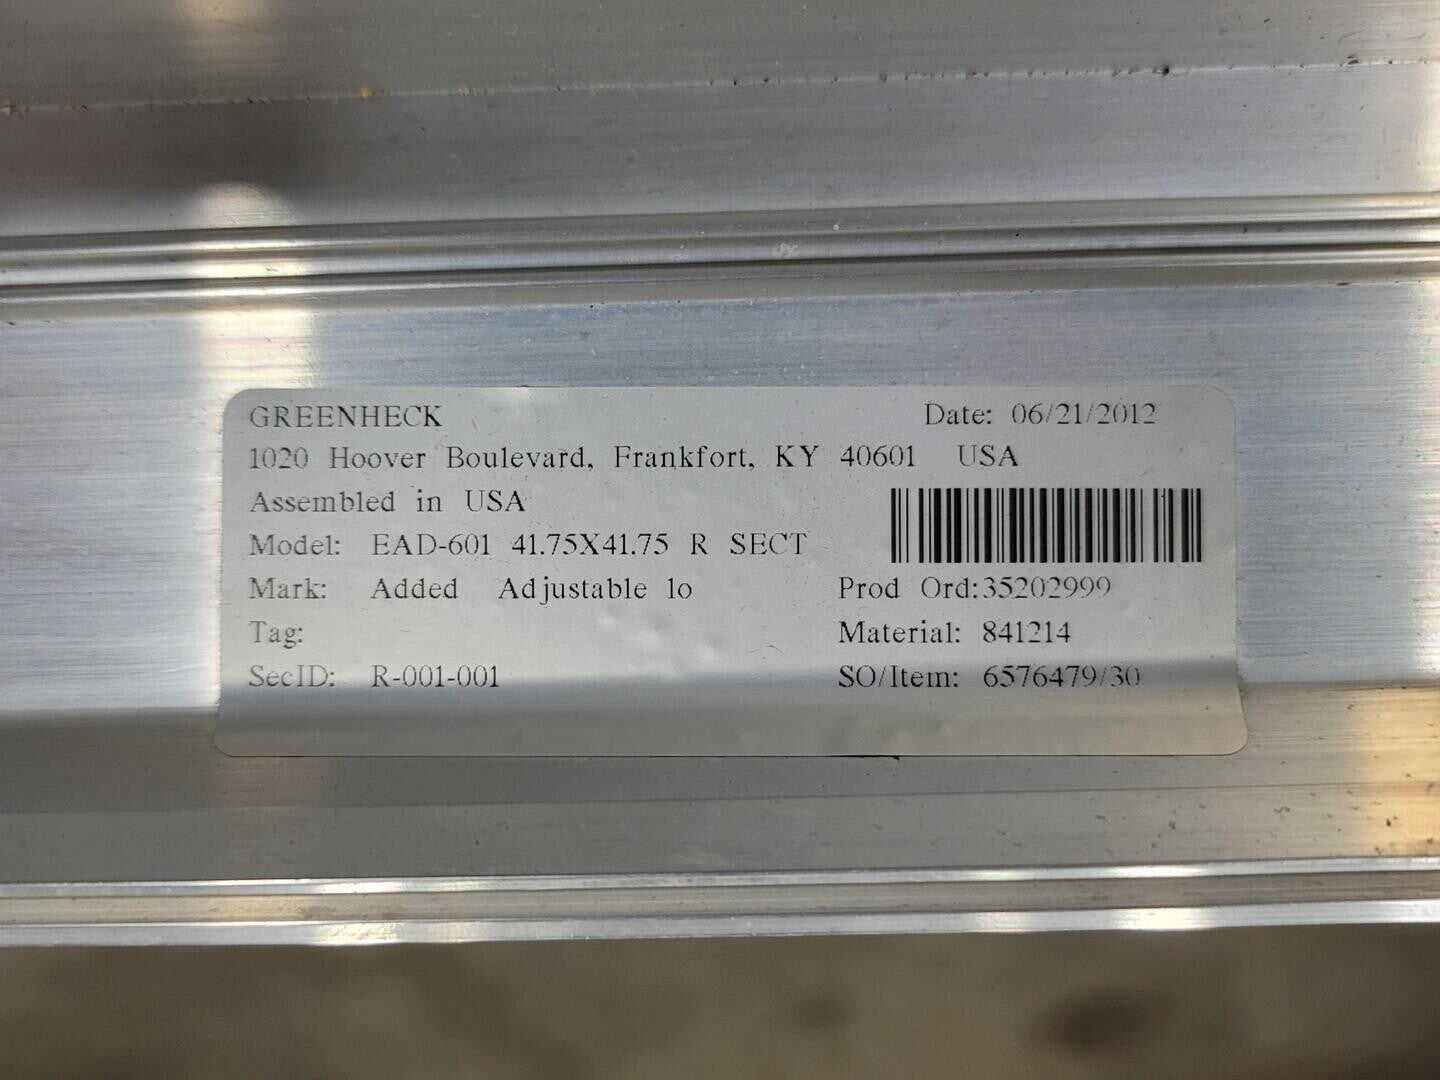 GREENHECK Date: 06/21/2012
1020 Hoover Boulevard, Frankfort, KY 40601 USA
Assembled in USA
Model: EAD-601 41.75X41.75 R SECT
Mark: Added Adjustable lo Prod Ord:35202999
Tag: Material: 841214
SecID: R-001-001 SO/Item: 6576479/30